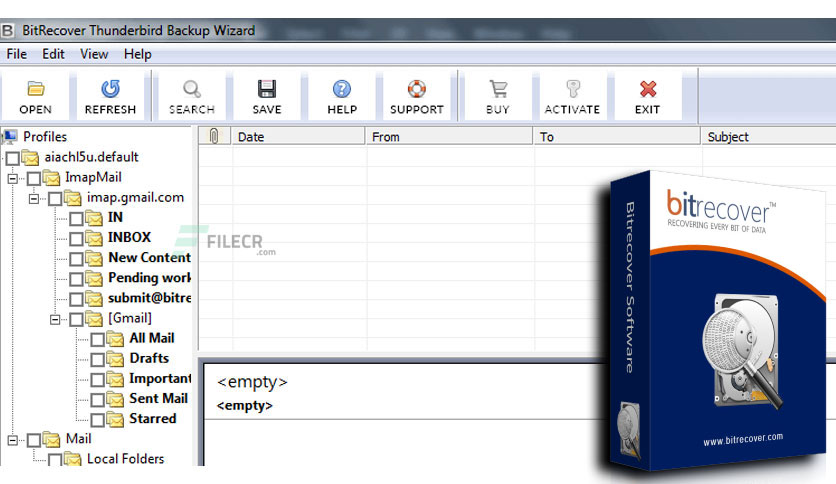 BitRecover Thunderbird Backup Wizard
File Edit View Help
OPEN REFRESH SEARCH SAVE HELP SUPPORT BUY ACTIVATE EXIT
Profiles
Date From To Subject
aiachl5u.default
ImapMail
imap.gmail.com
IN
INBOX
New Content
Pending work
submit@bitre
[Gmail]
All Mail
Drafts
Important
Sent Mail
Starred
Mail
Local Folders
FILECR
.com
<empty>
<empty>
Bitrecover Software
bitrecover™
RECOVERING EVERY BIT OF DATA
www.bitrecover.com